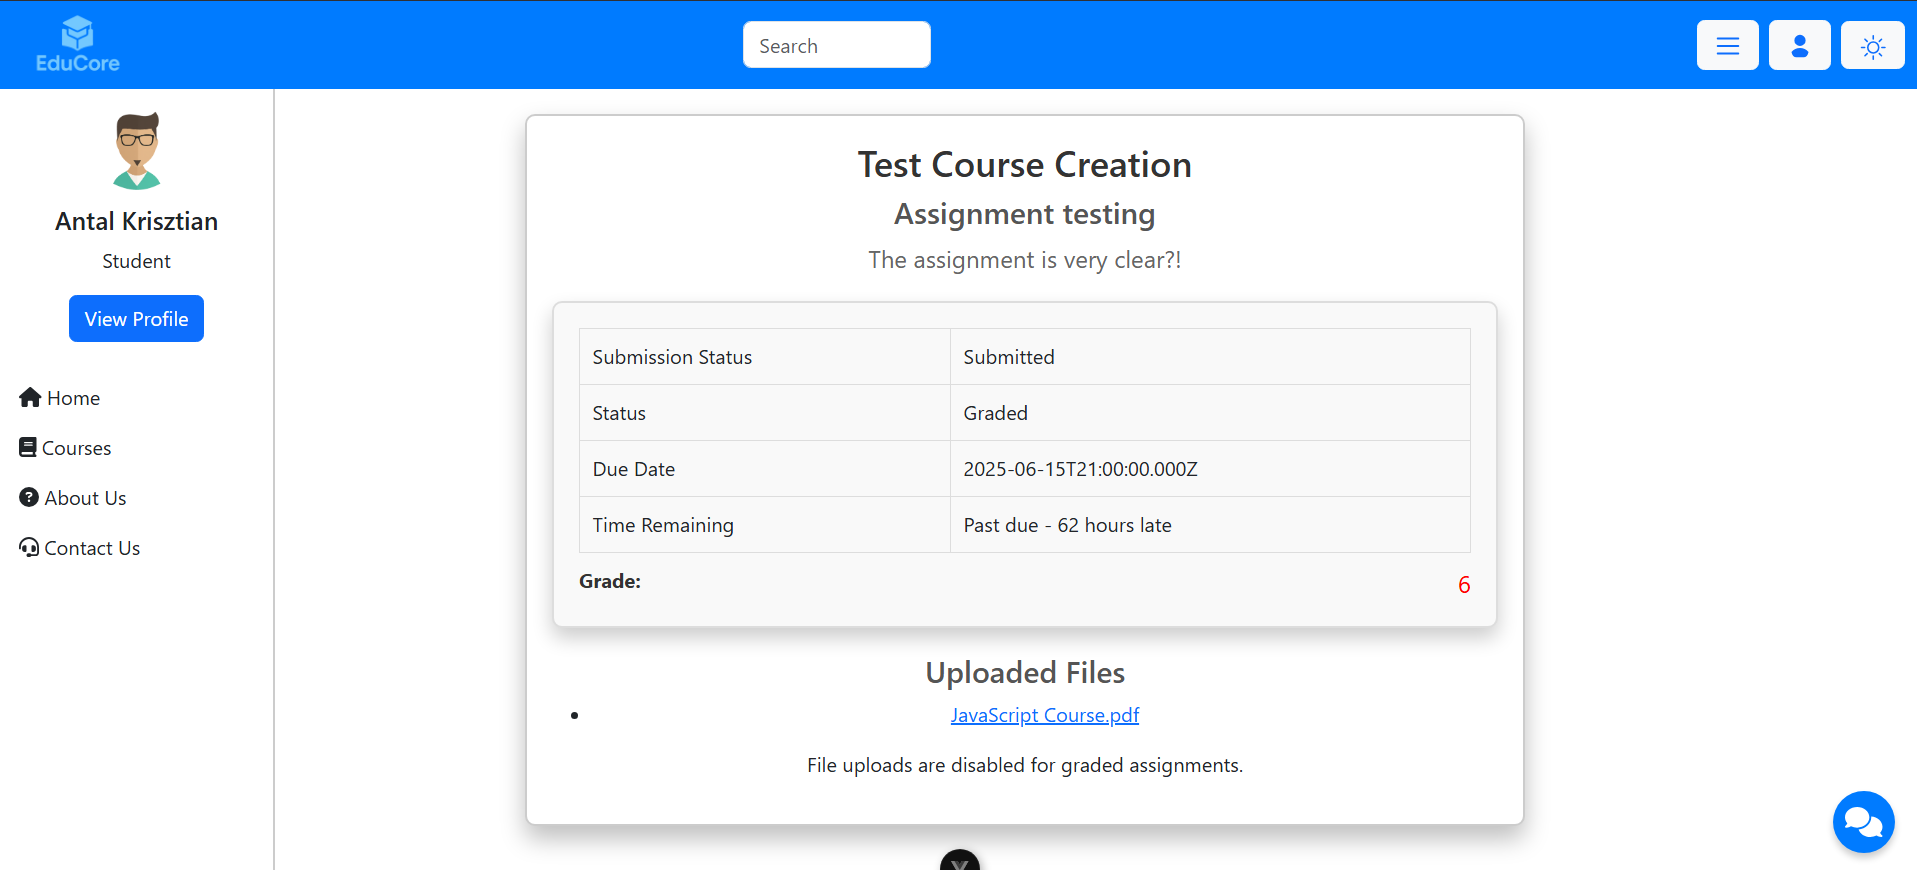 EduCore
Search
Antal Krisztian
Student
View Profile
Home
Courses
About Us
Contact Us
Test Course Creation
Assignment testing
The assignment is very clear?!
Submission Status Submitted
Status Graded
Due Date 2025-06-15T21:00:00.000Z
Time Remaining Past due - 62 hours late
Grade: 6
Uploaded Files
JavaScript Course.pdf
File uploads are disabled for graded assignments.